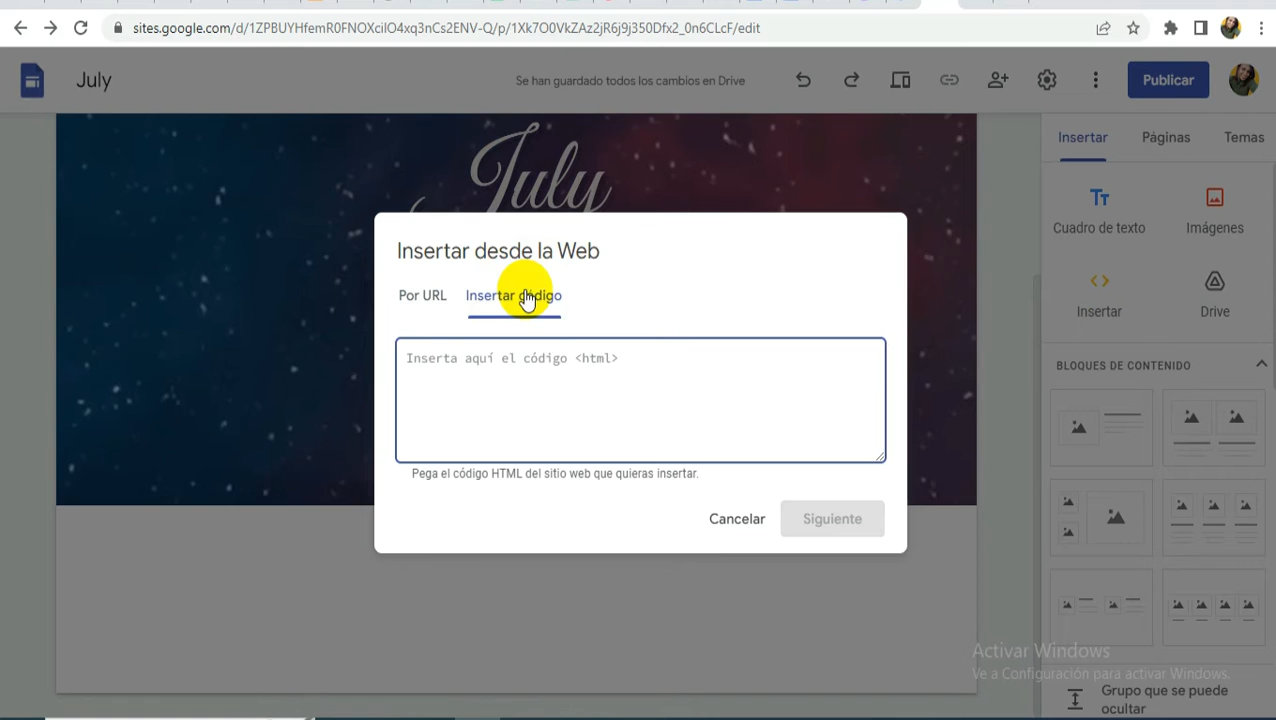 sites.google.com/d/1ZPBUYHfemR0FNOXcilO4xq3nCs2ENV-Q/p/1Xk7O0VkZAz2jR6j9j350Dfx2_0n6CLcF/edit
July
Se han guardado todos los cambios en Drive
Publicar
Insertar
Páginas
Temas
July
Cuadro de texto
Imágenes
Insertar
Drive
Insertar desde la Web
Por URL
Insertar código
Inserta aquí el código <html>
Pega el código HTML del sitio web que quieras insertar.
Cancelar
Siguiente
BLOQUES DE CONTENIDO
Activar Windows
Ve a Configuración para activar Windows.
Grupo que se puede
ocultar